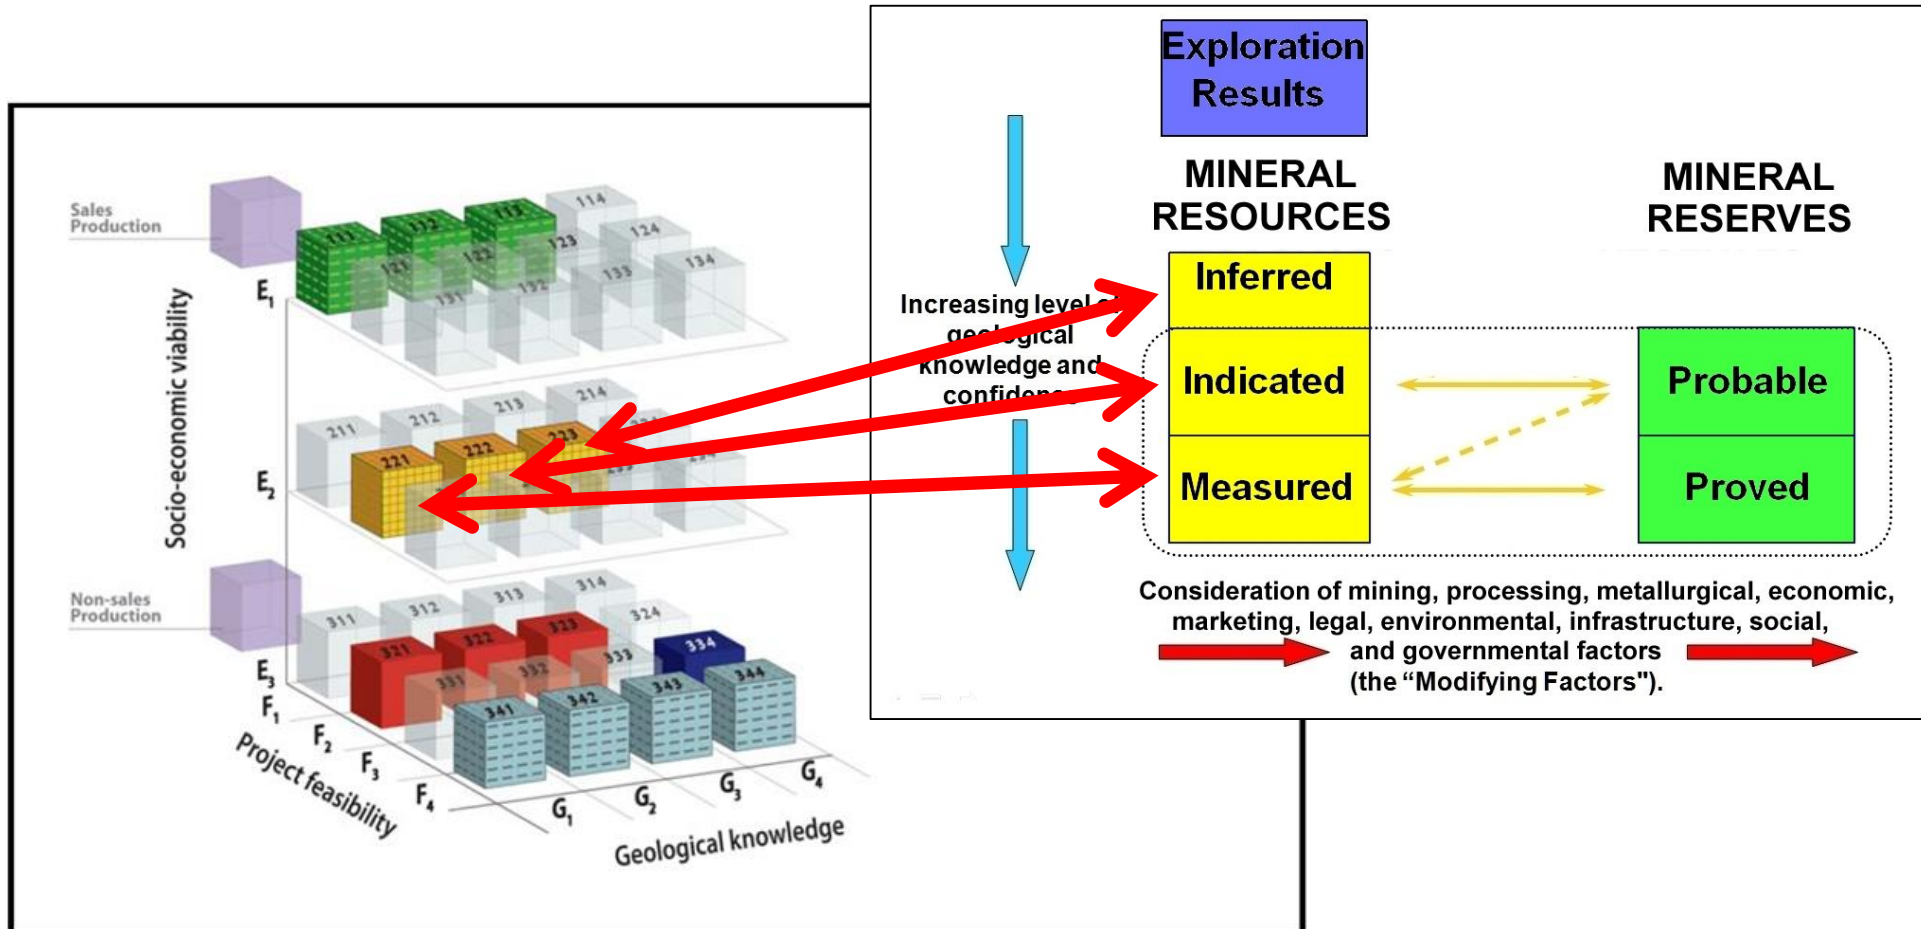 Sales
Production
Socio-economic viability
Non-sales
Production
E1
E2
E3
111
112
113
114
121
122
123
124
131
132
133
134
211
212
213
214
221
222
223
311
312
313
314
321
322
323
324
331
332
333
334
341
342
343
344
F1
F2
F3
F4
Project feasibility
G1
G2
G3
G4
Geological knowledge
Exploration
Results
MINERAL
RESOURCES
MINERAL
RESERVES
Increasing level of
geological
knowledge and
confidence
Inferred
Indicated
Measured
Probable
Proved
Consideration of mining, processing, metallurgical, economic,
marketing, legal, environmental, infrastructure, social,
and governmental factors
(the “Modifying Factors").